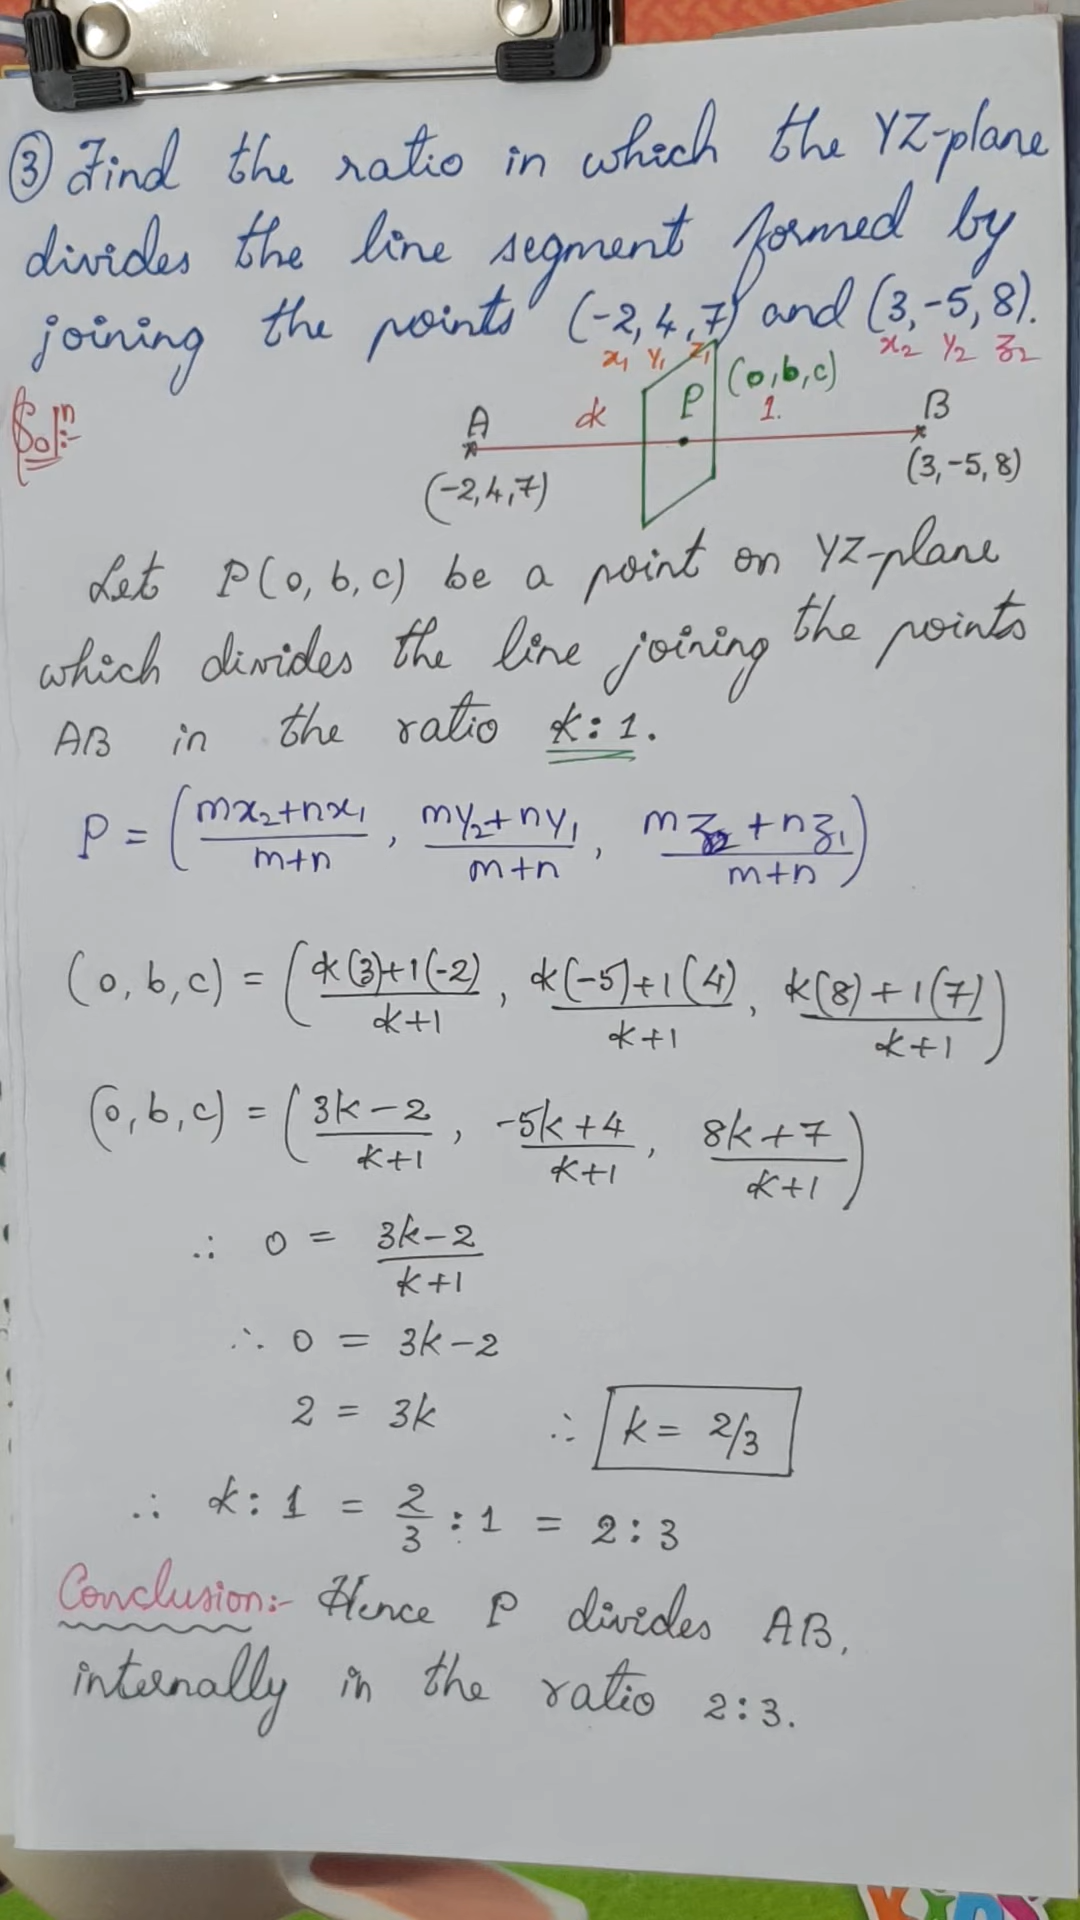 ③ Find the ratio in which the YZ-plane
divides the line segment formed by
joining the points (-2, 4, 7) and (3, -5, 8).
x₁ y₁ z₁ x₂ y₂ z₂
Solⁿ:-
A k P (0, b, c) 1. B
(-2, 4, 7) (3, -5, 8)
Let P(0, b, c) be a point on YZ-plane
which divides the line joining the points
AB in the ratio k:1.
P = (mx₂+nx₁/m+n, my₂+ny₁/m+n, mz₂+nz₁/m+n)
(0, b, c) = (k(3)+1(-2)/k+1, k(-5)+1(4)/k+1, k(8)+1(7)/k+1)
(0, b, c) = (3k-2/k+1, -5k+4/k+1, 8k+7/k+1)
∴ 0 = 3k-2/k+1
∴ 0 = 3k-2
2 = 3k ∴ k = 2/3
∴ k:1 = 2/3 : 1 = 2:3
Conclusion:- Hence P divides AB,
internally in the ratio 2:3.